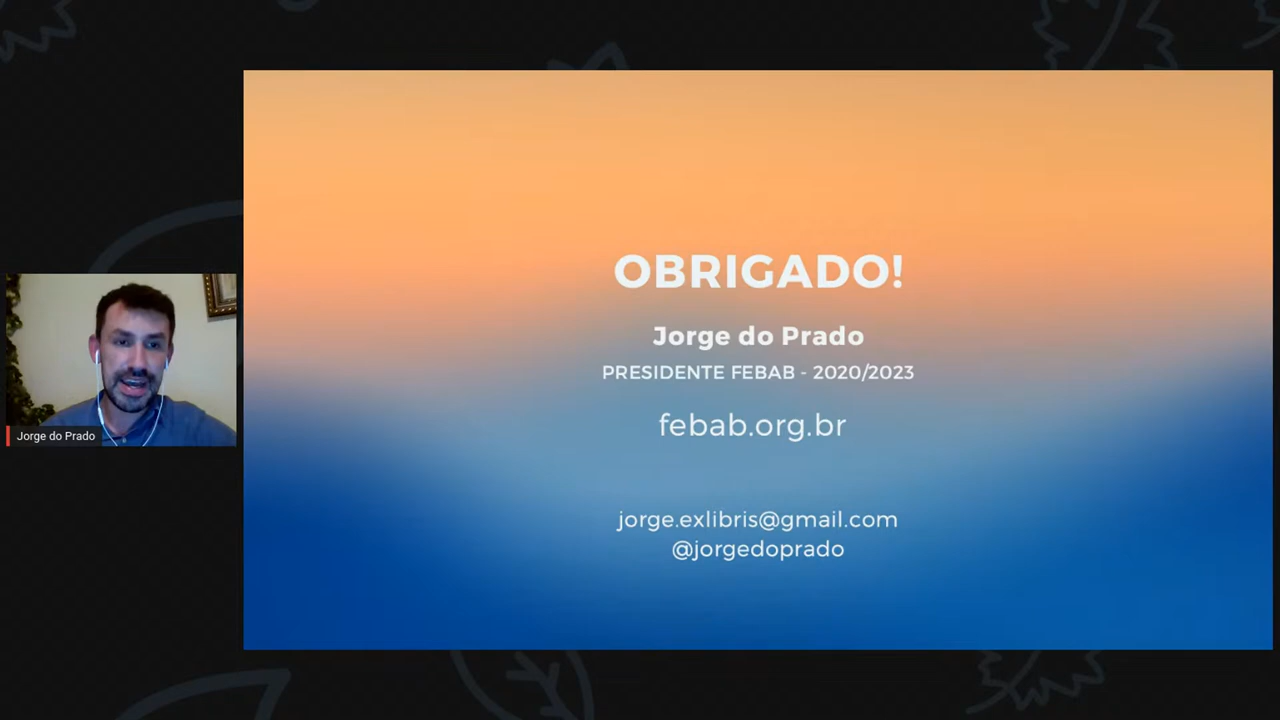 OBRIGADO!
Jorge do Prado
PRESIDENTE FEBAB - 2020/2023
febab.org.br
jorge.exlibris@gmail.com
@jorgedoprado
Jorge do Prado